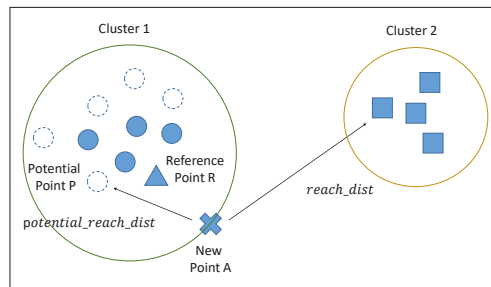 Cluster 1
Cluster 2
Potential
Point P
Reference
Point R
reach_dist
potential_reach_dist
New
Point A